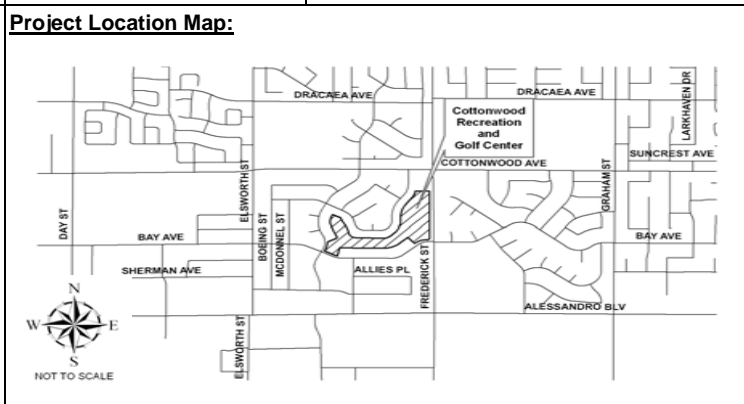 Project Location Map:
DRACAEA AVE
DRACAEA AVE
LARKHAVEN DR
Cottonwood
Recreation
and
Golf Center
COTTONWOOD AVE
SUNCREST AVE
ELSWORTH ST
GRAHAM ST
DAY ST
BOEING ST
MCDONNEL ST
BAY AVE
BAY AVE
SHERMAN AVE
ALLIES PL
FREDERICK ST
ALESSANDRO BLV
N
W
E
S
NOT TO SCALE
ELSWORTH ST